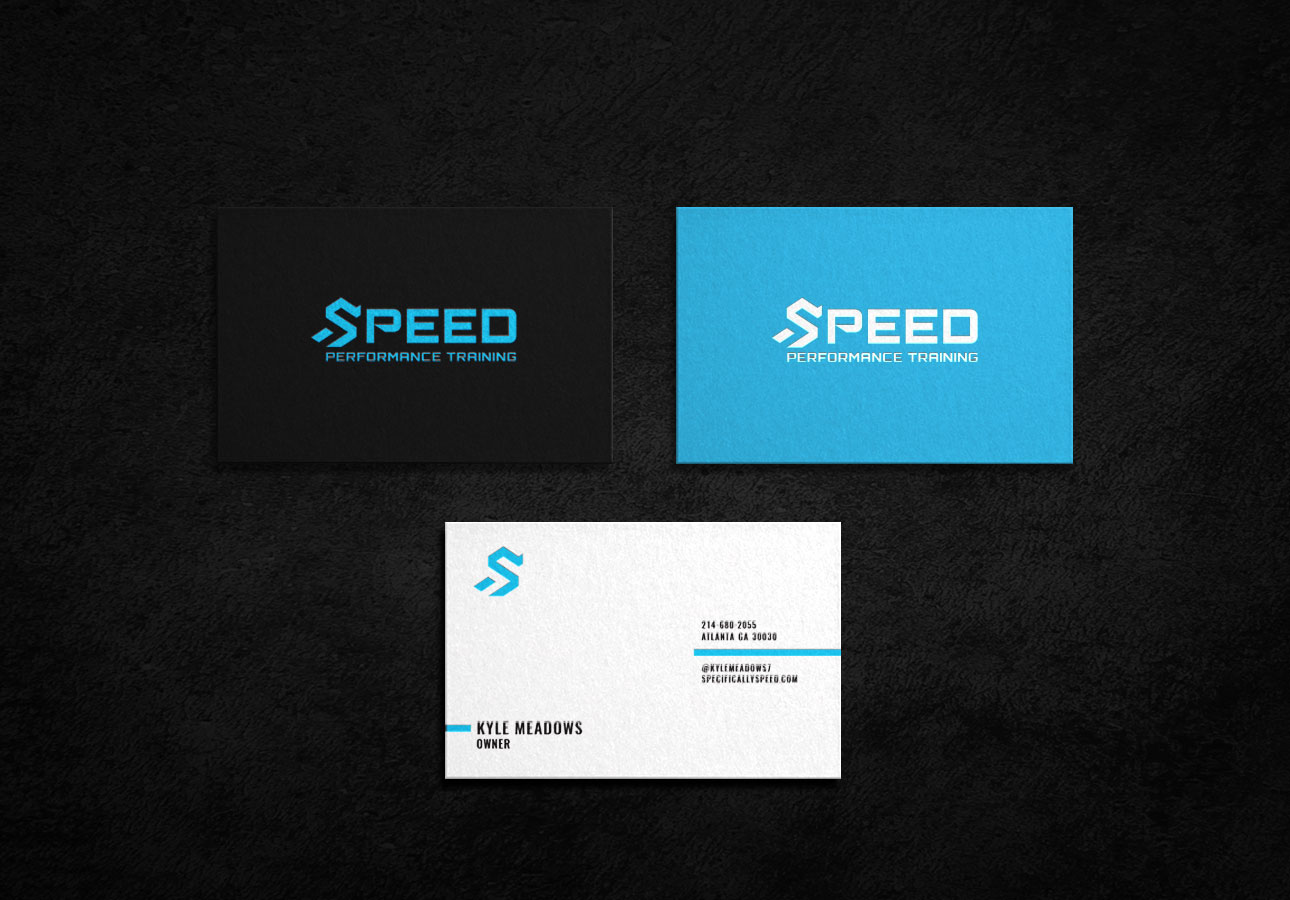 SPEED
PERFORMANCE TRAINING
SPEED
PERFORMANCE TRAINING
S
214-680-2055
ATLANTA GA 30030
@KYLEMEADOWS7
SPECIFICALLYSPEED.COM
KYLE MEADOWS
OWNER